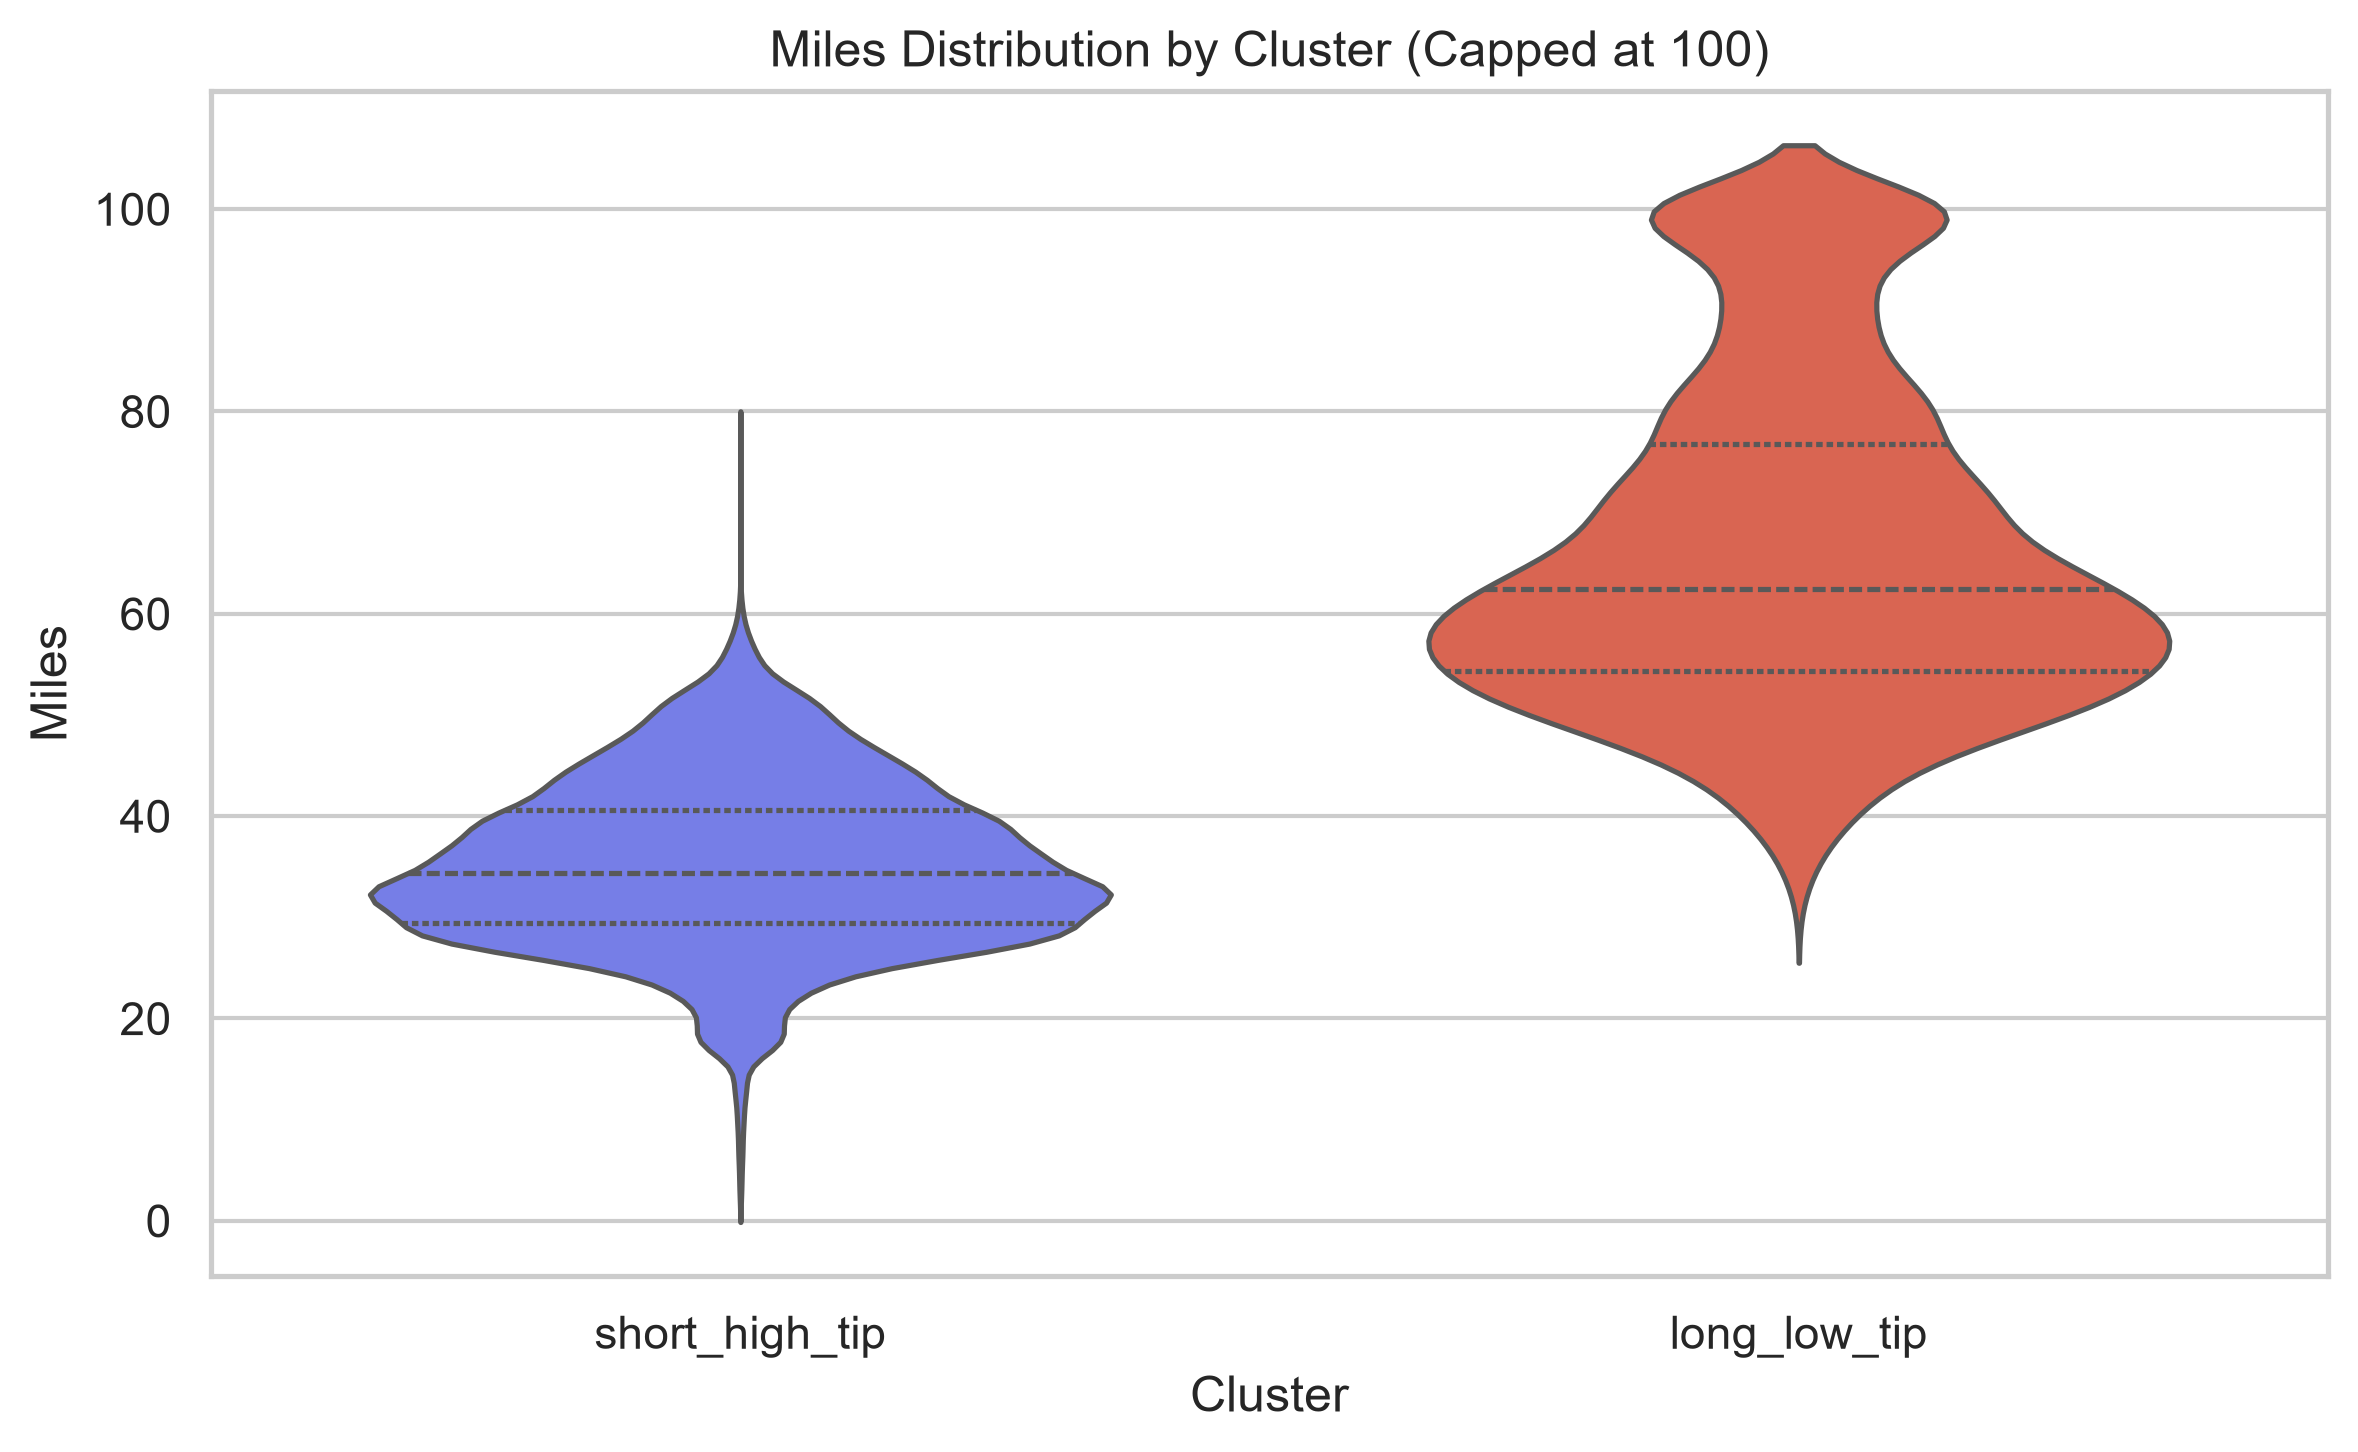 Miles Distribution by Cluster (Capped at 100)
Miles
100
80
60
40
20
0
short_high_tip
long_low_tip
Cluster